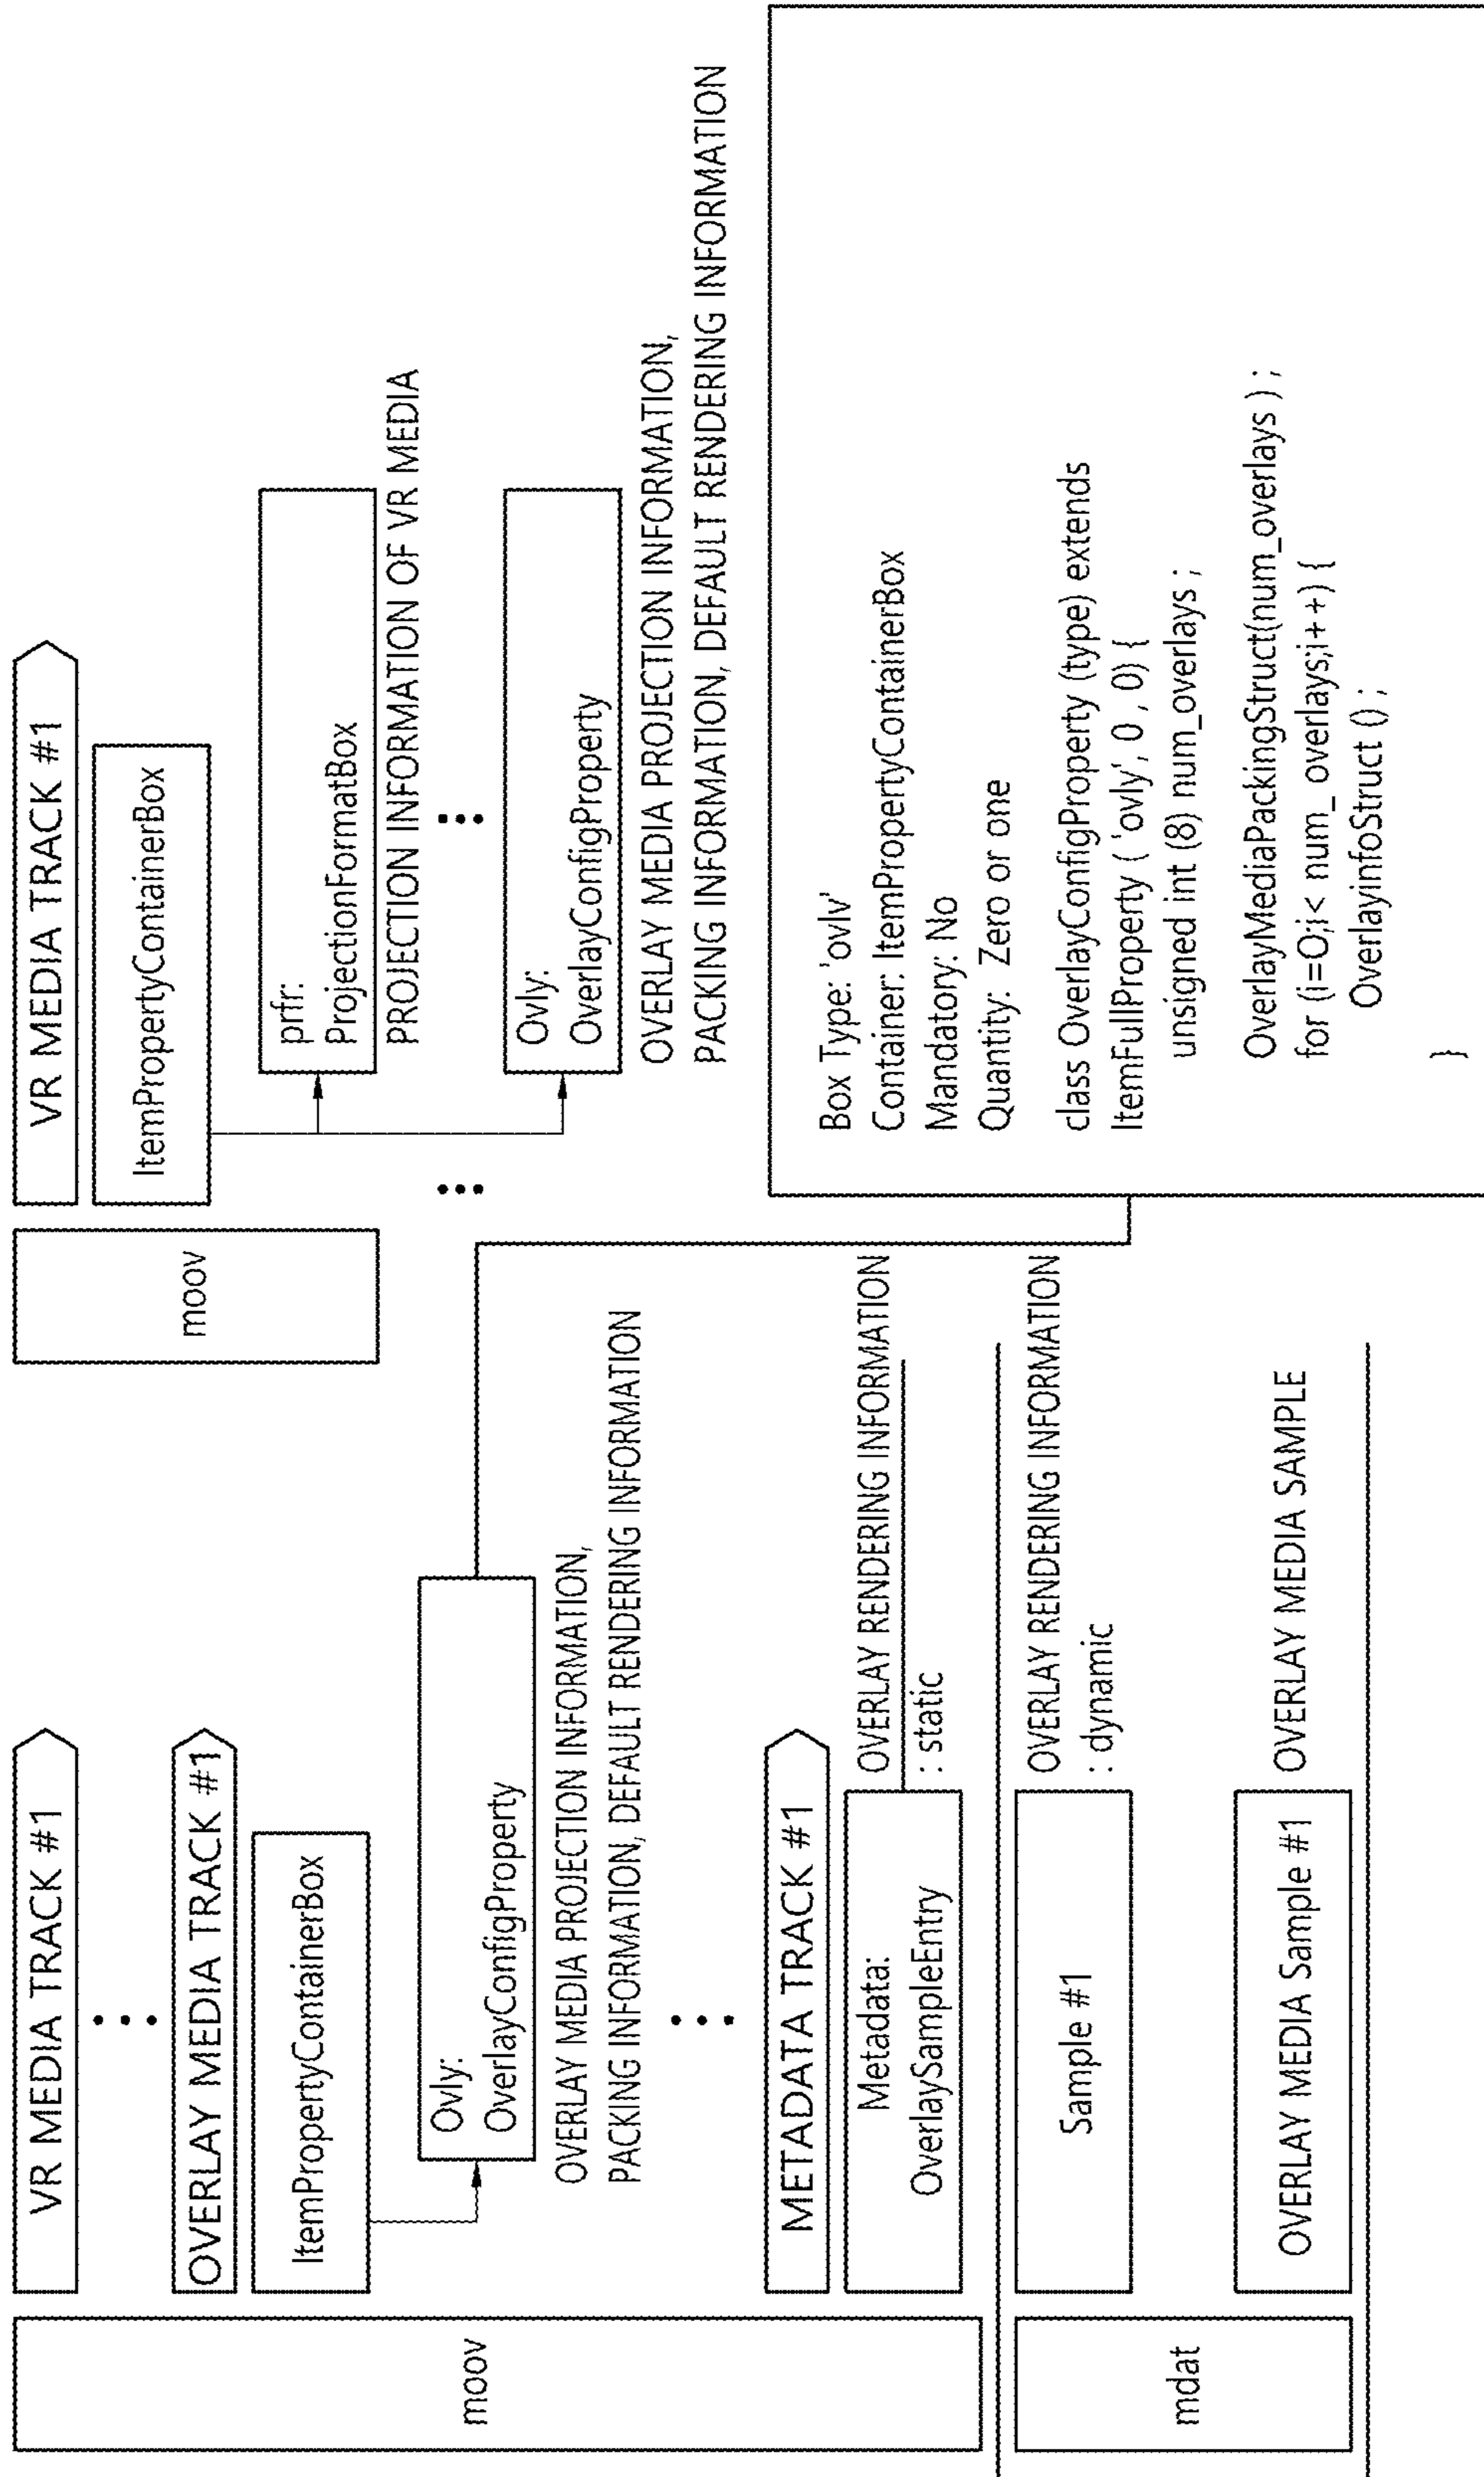 moov
VR MEDIA TRACK #1
OVERLAY MEDIA TRACK #1
ItemPropertyContainerBox
Ovly:
OverlayConfigProperty
OVERLAY MEDIA PROJECTION INFORMATION,
PACKING INFORMATION, DEFAULT RENDERING INFORMATION
METADATA TRACK #1
Metadata:
OverlaySampleEntry
OVERLAY RENDERING INFORMATION
: static
mdat
Sample #1
OVERLAY RENDERING INFORMATION
: dynamic
OVERLAY MEDIA Sample #1
OVERLAY MEDIA SAMPLE
moov
VR MEDIA TRACK #1
ItemPropertyContainerBox
prfr:
ProjectionFormatBox
PROJECTION INFORMATION OF VR MEDIA
Ovly:
OverlayConfigProperty
OVERLAY MEDIA PROJECTION INFORMATION,
PACKING INFORMATION, DEFAULT RENDERING INFORMATION
Box Type: 'ovlv'
Container: ItemPropertyContainerBox
Mandatory: No
Quantity: Zero or one
class OverlayConfigProperty (type) extends
ItemFullProperty ( 'ovly', 0 , 0) {
unsigned int (8) num_overlays ;
OverlayMediaPackingStruct(num_overlays ) ;
for (i=O;i< num_ overlays;i++) {
OverlayinfoStruct () ;
}